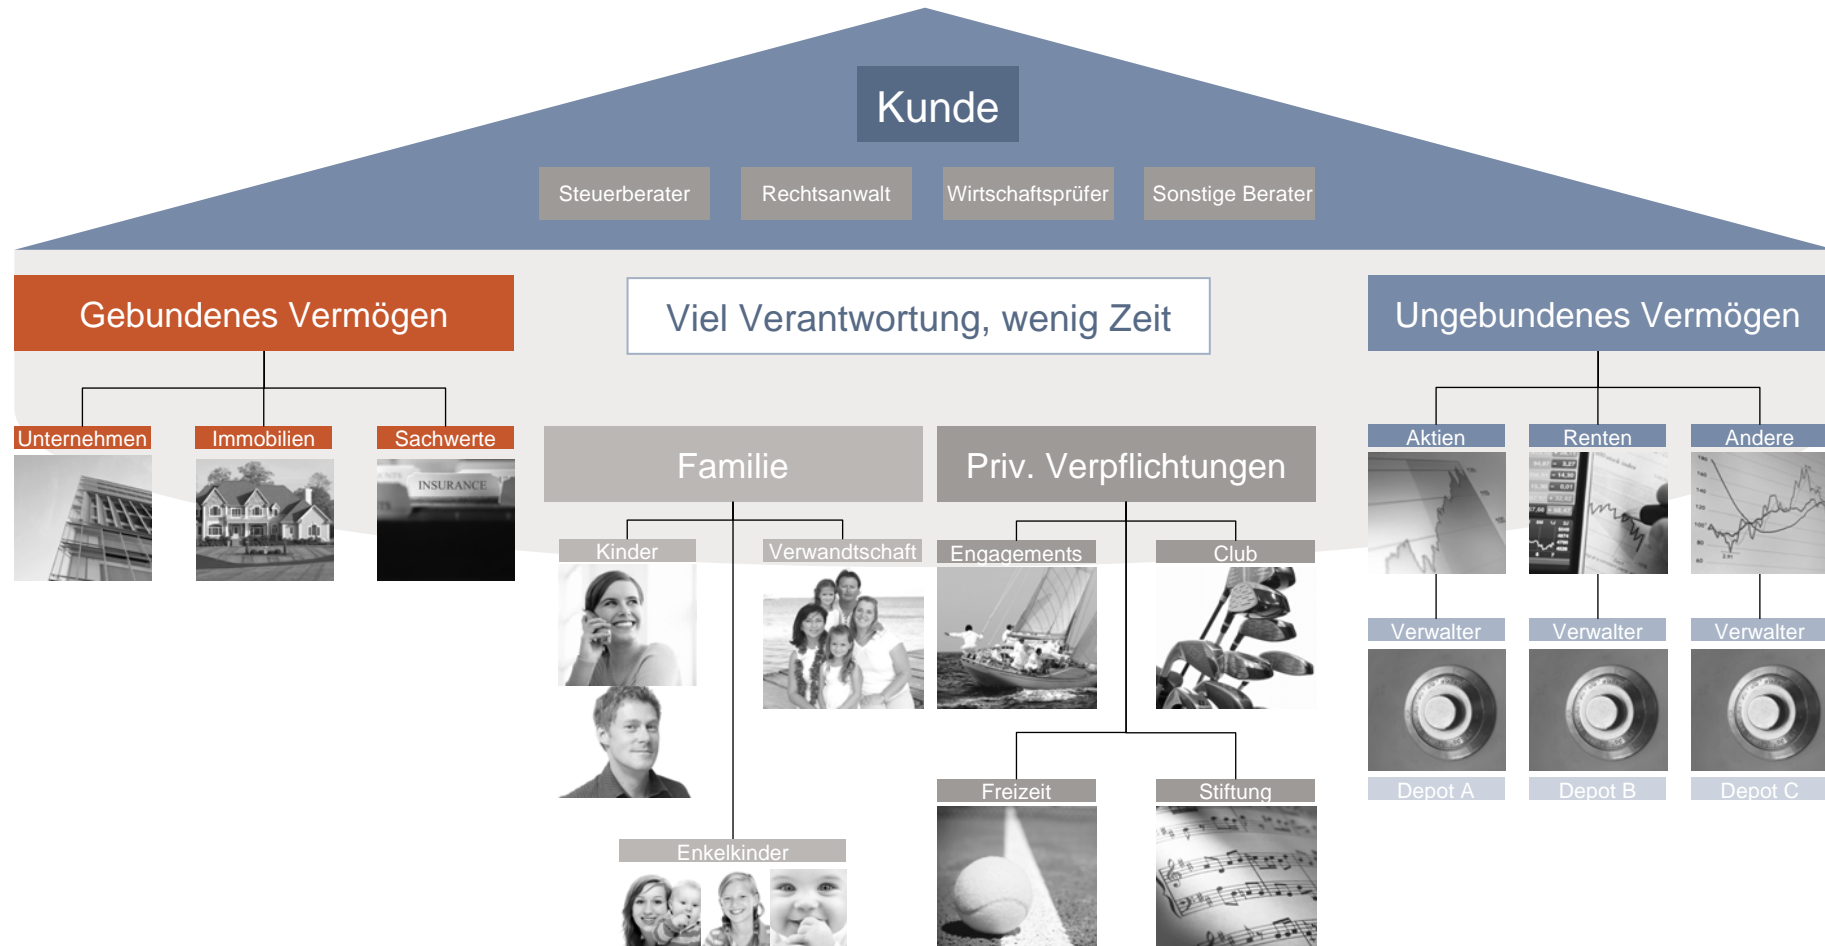 Kunde
Steuerberater
Rechtsanwalt
Wirtschaftsprüfer
Sonstige Berater
Gebundenes Vermögen
Viel Verantwortung, wenig Zeit
Ungebundenes Vermögen
Unternehmen
Immobilien
Sachwerte
INSURANCE
Familie
Priv. Verpflichtungen
Aktien
Renten
Andere
Kinder
Verwandtschaft
Engagements
Club
Verwalter
Verwalter
Verwalter
Freizeit
Stiftung
Depot A
Depot B
Depot C
Enkelkinder